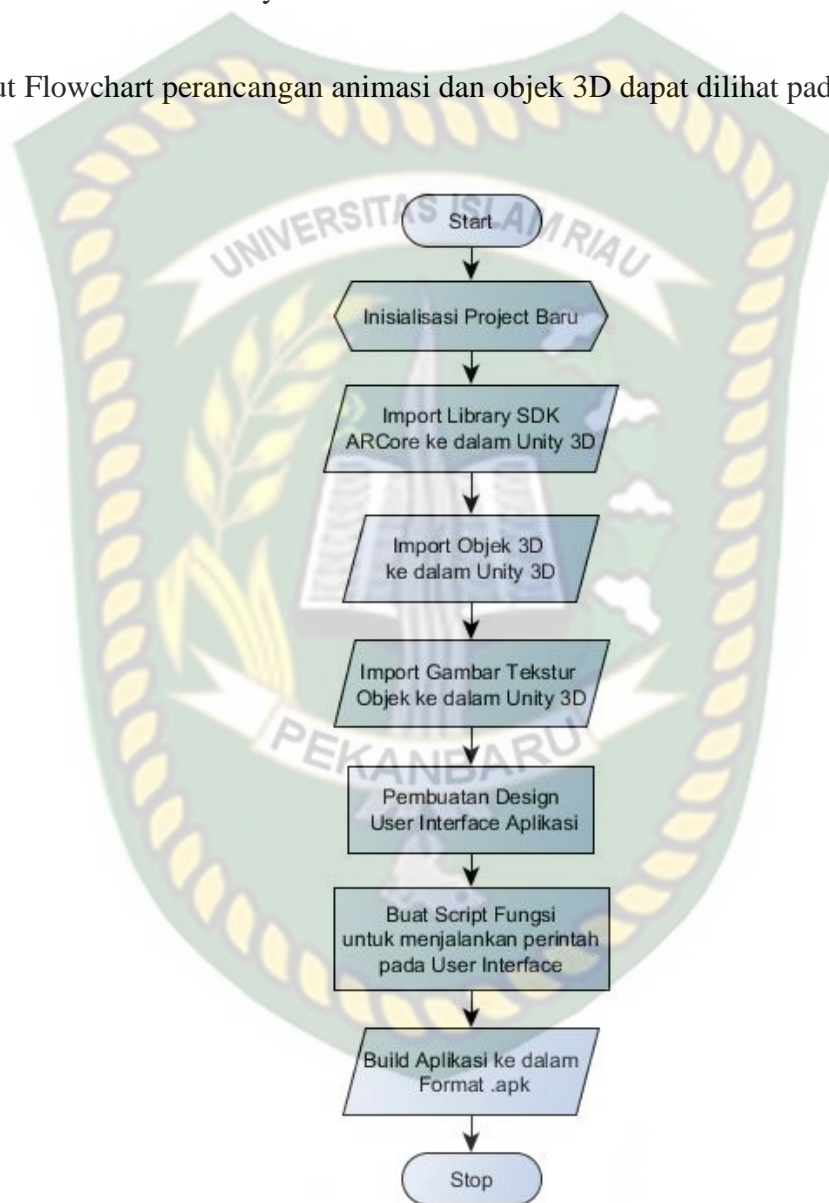 ut Flowchart perancangan animasi dan objek 3D dapat dilihat pad
UNIVERSITAS ISLAM RIAU
Start
Inisialisasi Project Baru
Import Library SDK
ARCore ke dalam Unity 3D
Import Objek 3D
ke dalam Unity 3D
Import Gambar Tekstur
Objek ke dalam Unity 3D
PEKANBARU
Pembuatan Design
User Interface Aplikasi
Buat Script Fungsi
untuk menjalankan perintah
pada User Interface
Build Aplikasi ke dalam
Format .apk
Stop